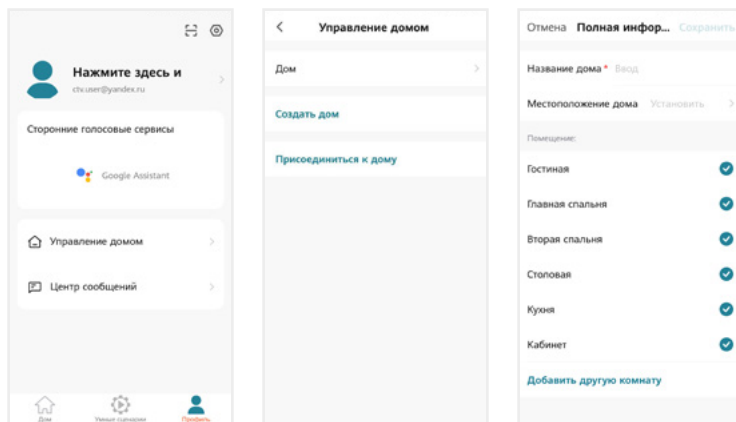 Нажмите здесь и
ctv.user@yandex.ru
Сторонние голосовые сервисы
Google Assistant
Управление домом
Центр сообщений
Дом
Умные сценарии
Профиль
Управление домом
Дом
Создать дом
Присоединиться к дому
Отмена Полная инфор... Сохранить
Название дома * Ввод
Местоположение дома Установить
Помещение:
Гостиная
Главная спальня
Вторая спальня
Столовая
Кухня
Кабинет
Добавить другую комнату